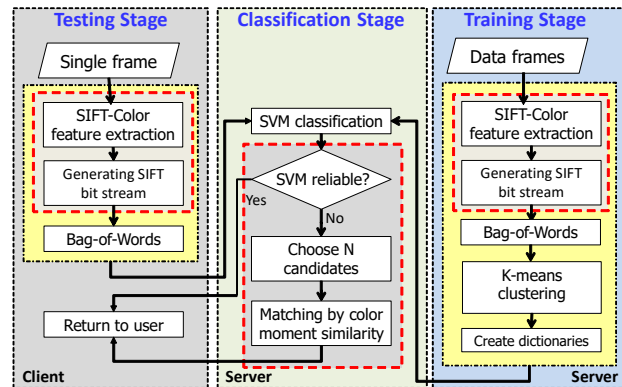 Testing Stage
Single frame
SIFT-Color
feature extraction
Generating SIFT
bit stream
Bag-of-Words
Return to user
Client
Classification Stage
SVM classification
SVM reliable?
Yes
No
Choose N
candidates
Matching by color
moment similarity
Server
Training Stage
Data frames
SIFT-Color
feature extraction
Generating SIFT
bit stream
Bag-of-Words
K-means
clustering
Create dictionaries
Server